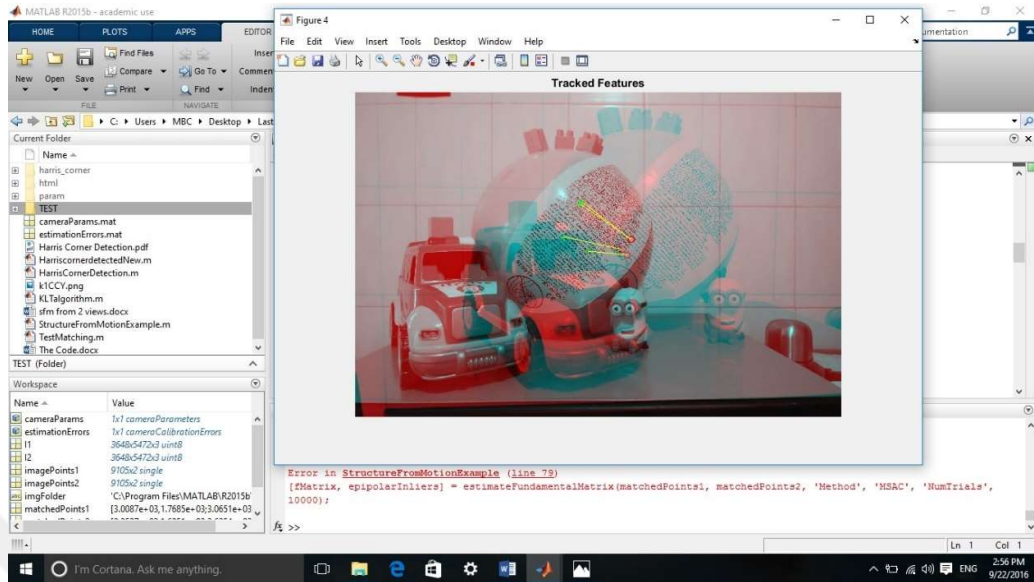 MATLAB R2015b - academic use
HOME PLOTS APPS EDITOR
New Open Save
Find Files
Compare
Print
Go To
Find
Inser
Commen
Inden
FILE NAVIGATE
C: Users MBC Desktop Last
Current Folder
Name
harris_corner
html
param
TEST
cameraParams.mat
estimationErrors.mat
Harris Corner Detection.pdf
HarriscornerdetectedNew.m
HarrisCornerDetection.m
k1CCY.png
KLTalgorithm.m
sfm from 2 views.docx
StructureFromMotionExample.m
TestMatching.m
The Code.docx
TEST (Folder)
Workspace
Name Value
cameraParams 1x1 cameraParameters
estimationErrors 1x1 cameraCalibrationErrors
I1 3648x5472x3 uint8
I2 3648x5472x3 uint8
imagePoints1 9105x2 single
imagePoints2 9105x2 single
imgFolder 'C:\Program Files\MATLAB\R2015b'
matchedPoints1 [3.0087e+03,1.7685e+03;3.0651e+03
Figure 4
File Edit View Insert Tools Desktop Window Help
Tracked Features
umentation
Error in StructureFromMotionExample (line 79)
[fMatrix, epipolarInliers] = estimateFundamentalMatrix(matchedPoints1, matchedPoints2, 'Method', 'MSAC', 'NumTrials',
10000);
fx >>
Ln 1 Col 1
I'm Cortana. Ask me anything.
ENG
2:56 PM
9/22/2016